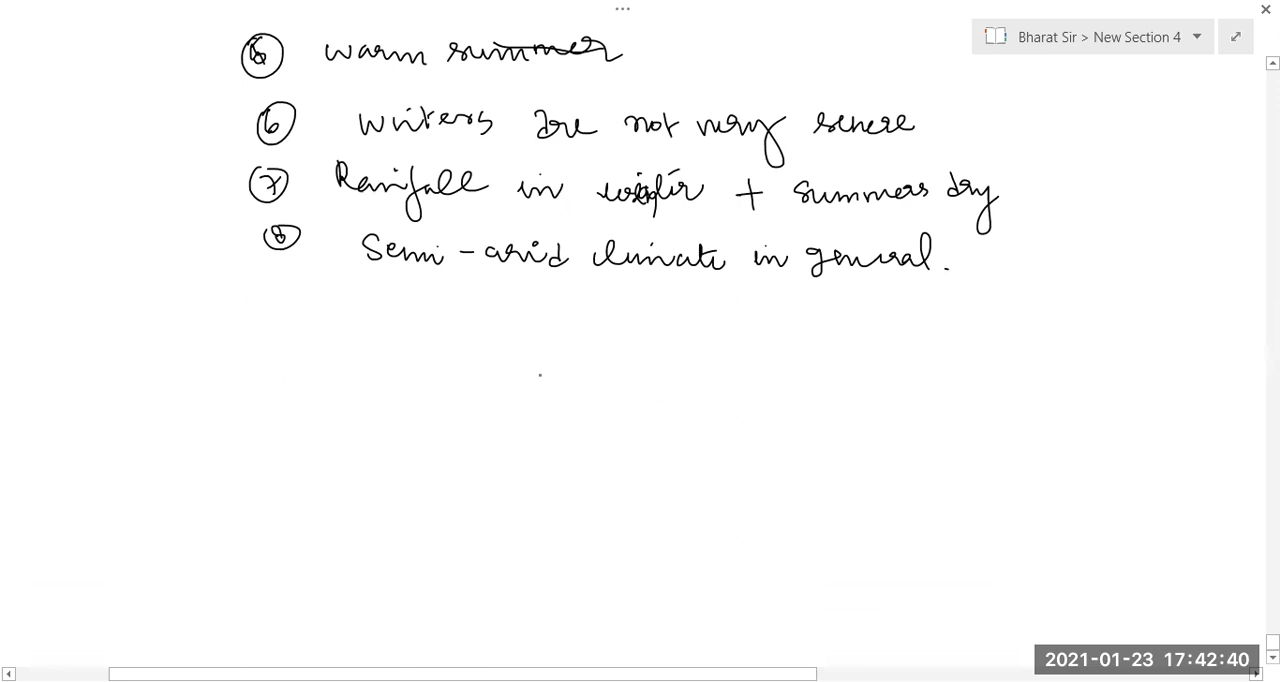 ...
Bharat Sir > New Section 4
⑤ warm summer
⑥ winters are not very severe
⑦ Rainfall in winter + summers dry
⑧ Semi-arid climate in general.
2021-01-23 17:42:40